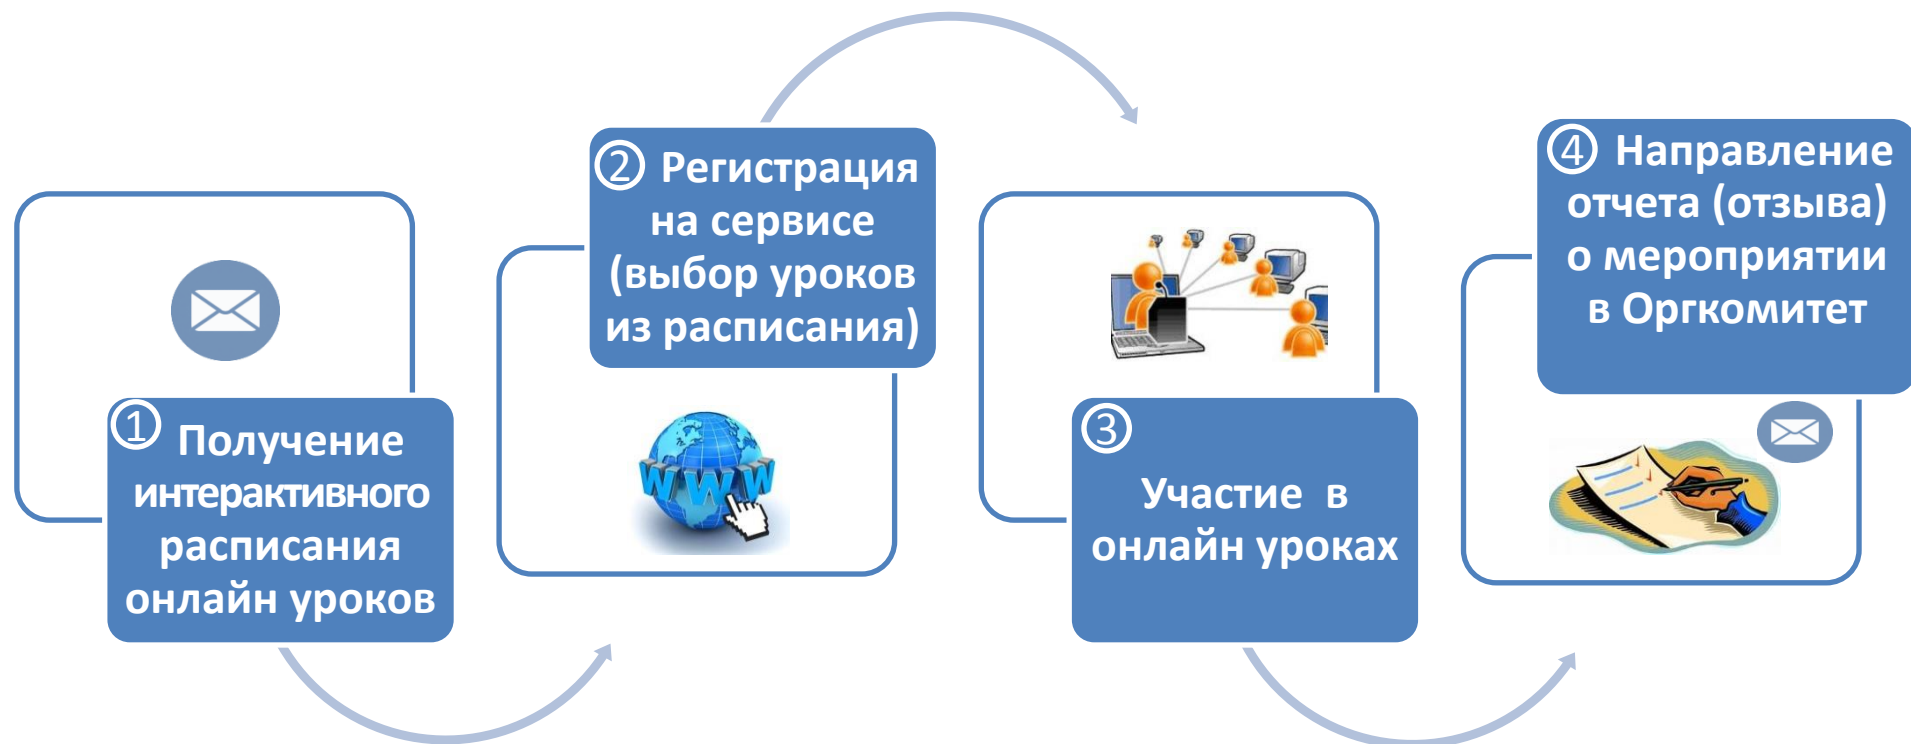 ① Получение
интерактивного
расписания
онлайн уроков
② Регистрация
на сервисе
(выбор уроков
из расписания)
WWW
③
Участие в
онлайн уроках
④ Направление
отчета (отзыва)
о мероприятии
в Оргкомитет